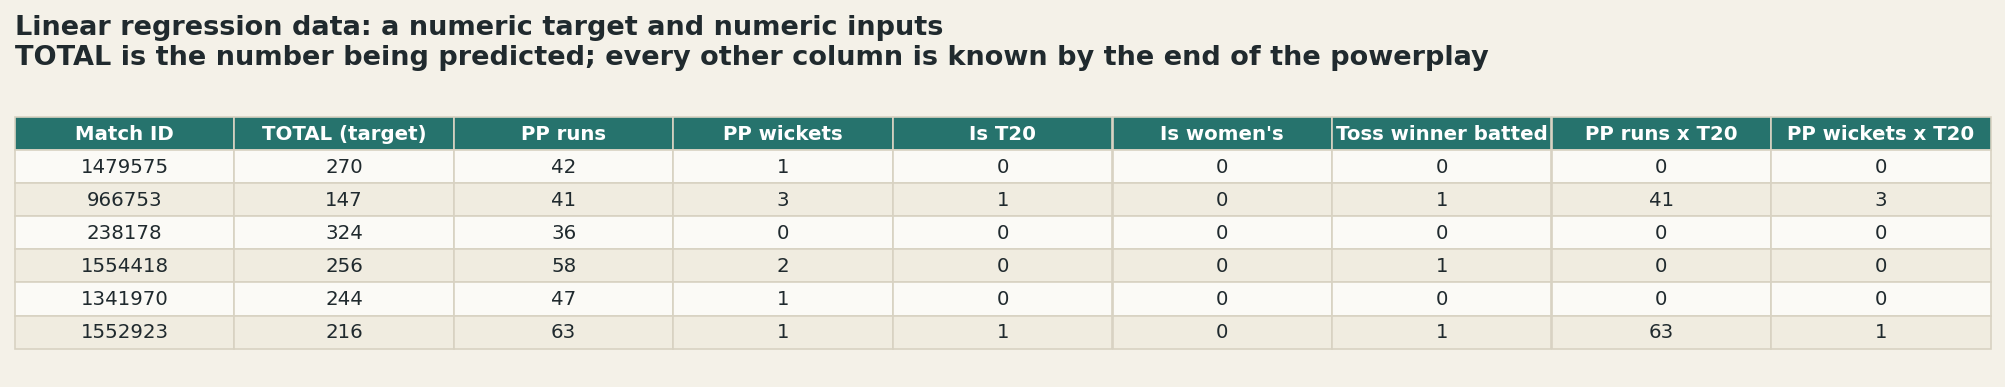 Linear regression data: a numeric target and numeric inputs
TOTAL is the number being predicted; every other column is known by the end of the powerplay
Match ID TOTAL (target) PP runs PP wickets Is T20 Is women's Toss winner batted PP runs x T20 PP wickets x T20
1479575 270 42 1 0 0 0 0 0
966753 147 41 3 1 0 1 41 3
238178 324 36 0 0 0 0 0 0
1554418 256 58 2 0 0 1 0 0
1341970 244 47 1 0 0 0 0 0
1552923 216 63 1 1 0 1 63 1